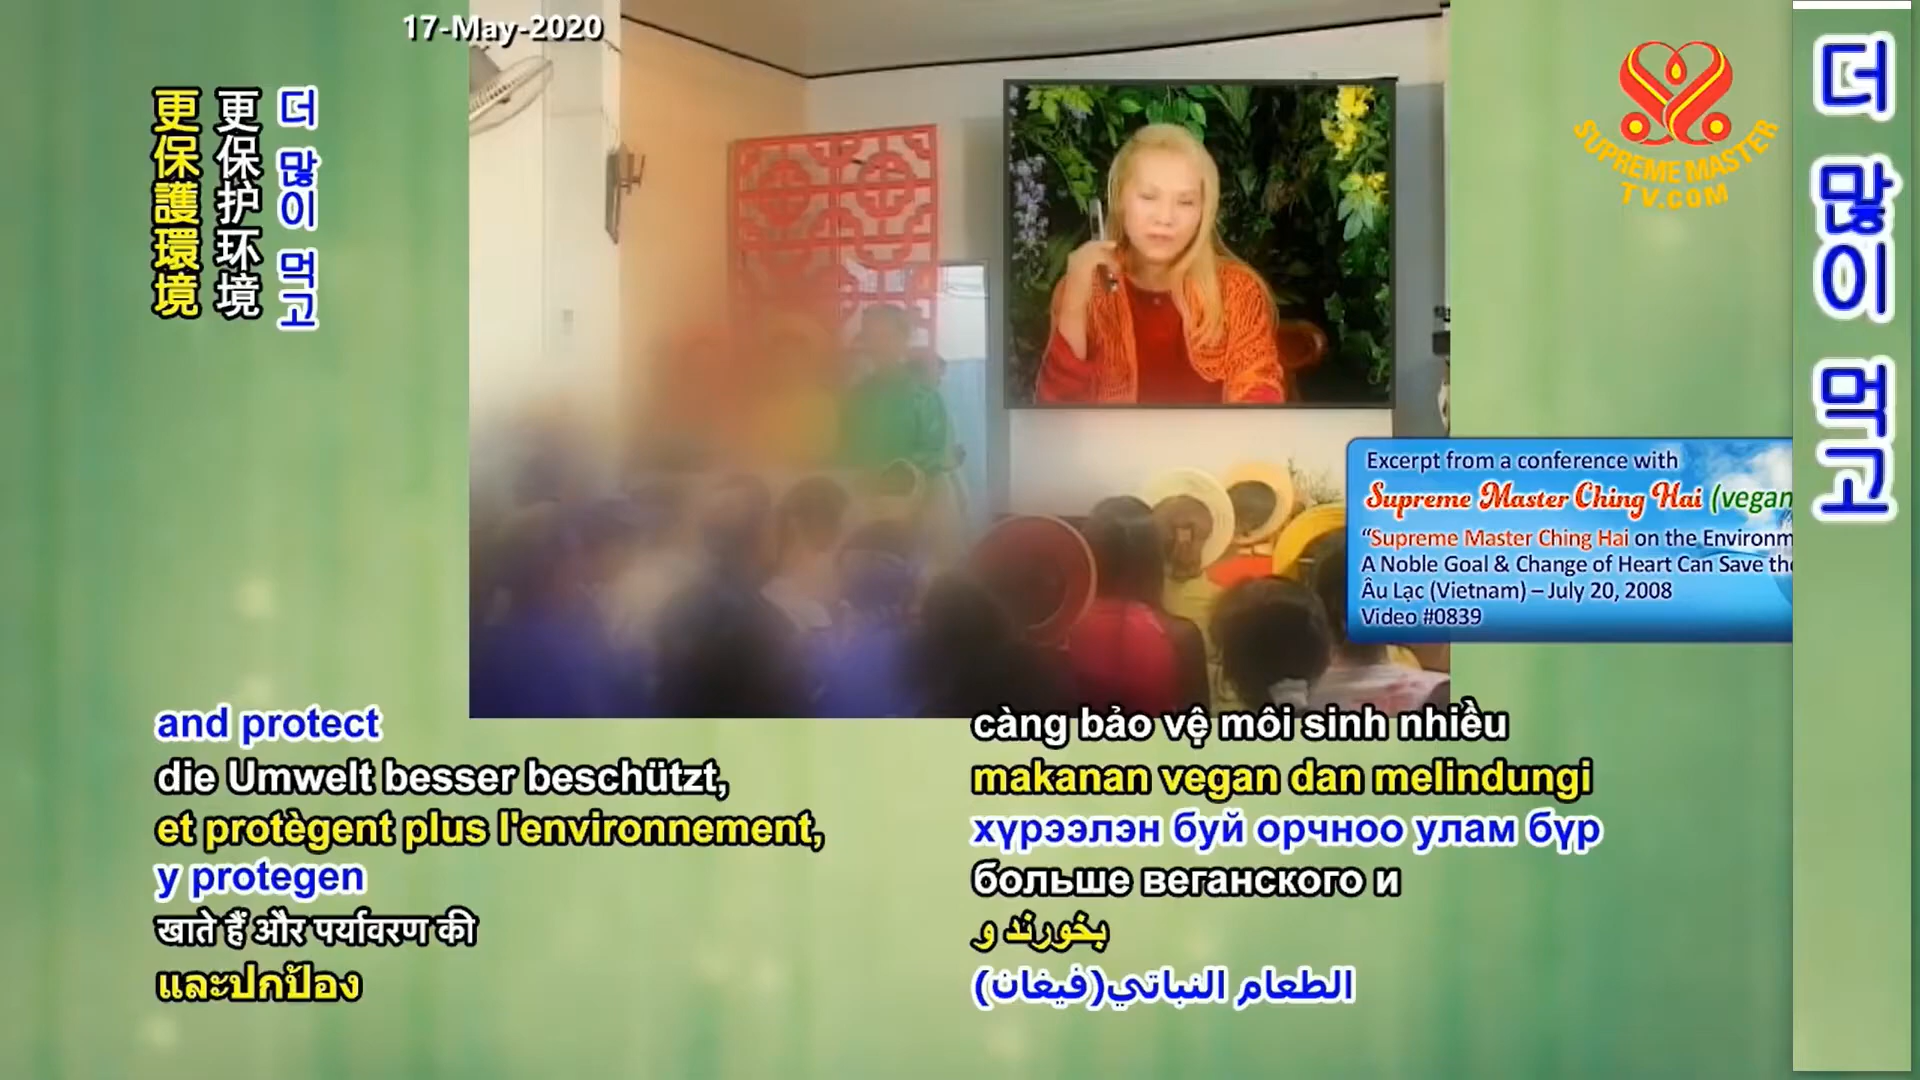 17-May-2020
更保護環境
更保护环境
더 많이 먹고
SUPREME MASTER
TV.COM
더 많이 먹고
Excerpt from a conference with
Supreme Master Ching Hai (vegan
“Supreme Master Ching Hai on the Environm
A Noble Goal & Change of Heart Can Save the
Âu Lạc (Vietnam) – July 20, 2008
Video #0839
and protect
die Umwelt besser beschützt,
et protègent plus l'environnement,
y protegen
खाते हैं और पर्यावरण की
และปกป้อง
càng bảo vệ môi sinh nhiều
makanan vegan dan melindungi
хүрээлэн буй орчноо улам бүр
больше веганского и
بخورند و
الطعام النباتي(فيغان)